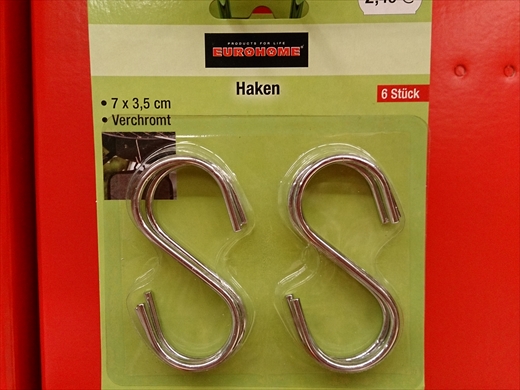 PRODUCTS FOR LIFE
EUROHOME
Haken
• 7 x 3,5 cm
• Verchromt
6 Stück